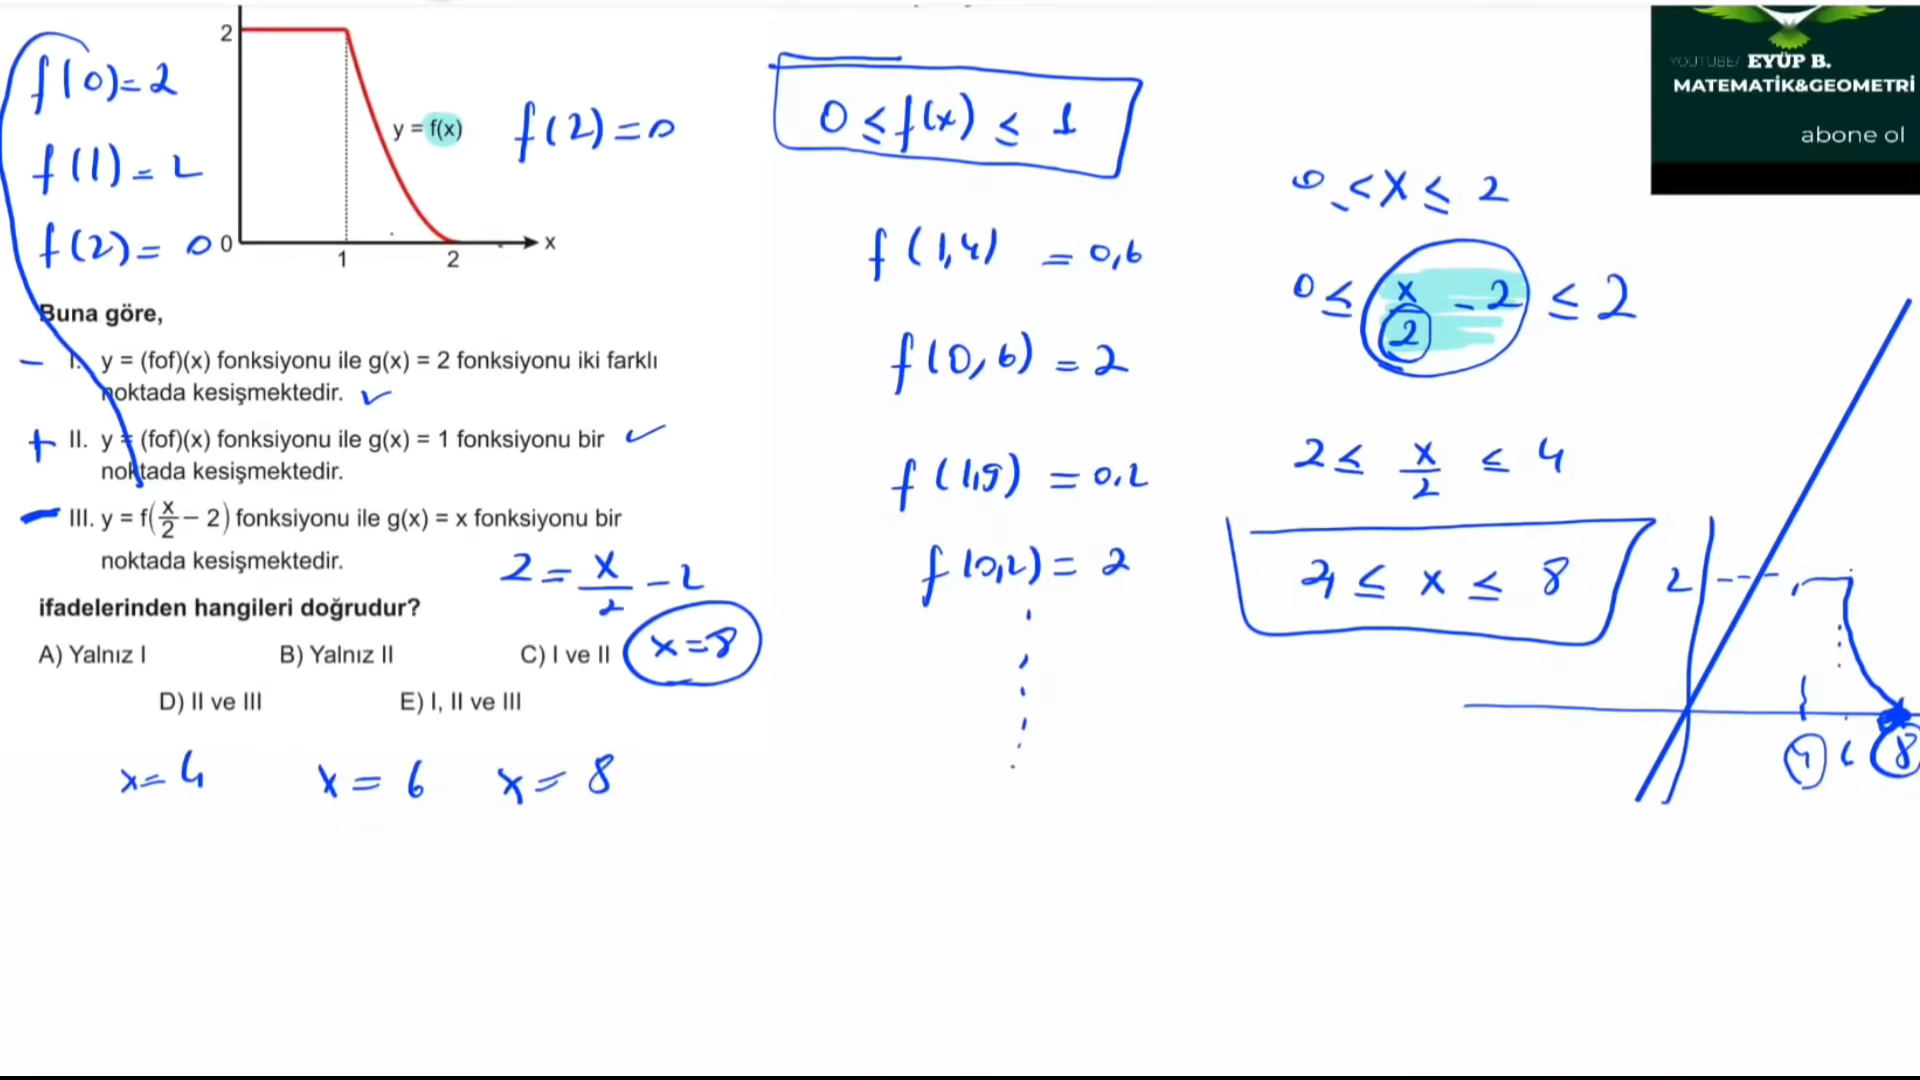 2
y = f(x)
0
1
2
x
f(0)=2
f(1)=2
f(2)=0
f(2)=0
Buna göre,
- I. y = (fof)(x) fonksiyonu ile g(x) = 2 fonksiyonu iki farklı
noktada kesişmektedir. ✓
+ II. y = (fof)(x) fonksiyonu ile g(x) = 1 fonksiyonu bir ✓
noktada kesişmektedir.
- III. y = f(x/2 − 2) fonksiyonu ile g(x) = x fonksiyonu bir
noktada kesişmektedir.
ifadelerinden hangileri doğrudur?
A) Yalnız I
B) Yalnız II
C) I ve II
D) II ve III
E) I, II ve III
2 = x/2 - 2
x=8
x=4
x=6
x=8
0 ≤ f(x) ≤ 1
f(1,4) = 0,6
f(0,6) = 2
f(1,9) = 0,2
f(0,2) = 2
0 ≤ x ≤ 2
0 ≤ x/2 - 2 ≤ 2
2 ≤ x/2 ≤ 4
4 ≤ x ≤ 8
2
4
6
8
YOUTUBE/ EYÜP B.
MATEMATİK&GEOMETRİ
abone ol